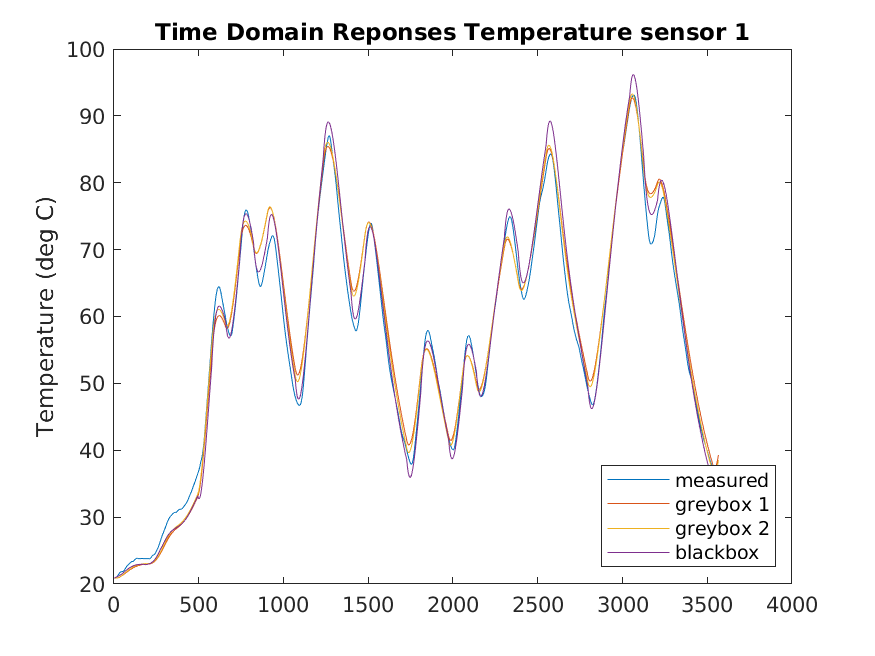 Time Domain Reponses Temperature sensor 1
Temperature (deg C)
100
90
80
70
60
50
40
30
20
0 500 1000 1500 2000 2500 3000 3500 4000
measured
greybox 1
greybox 2
blackbox